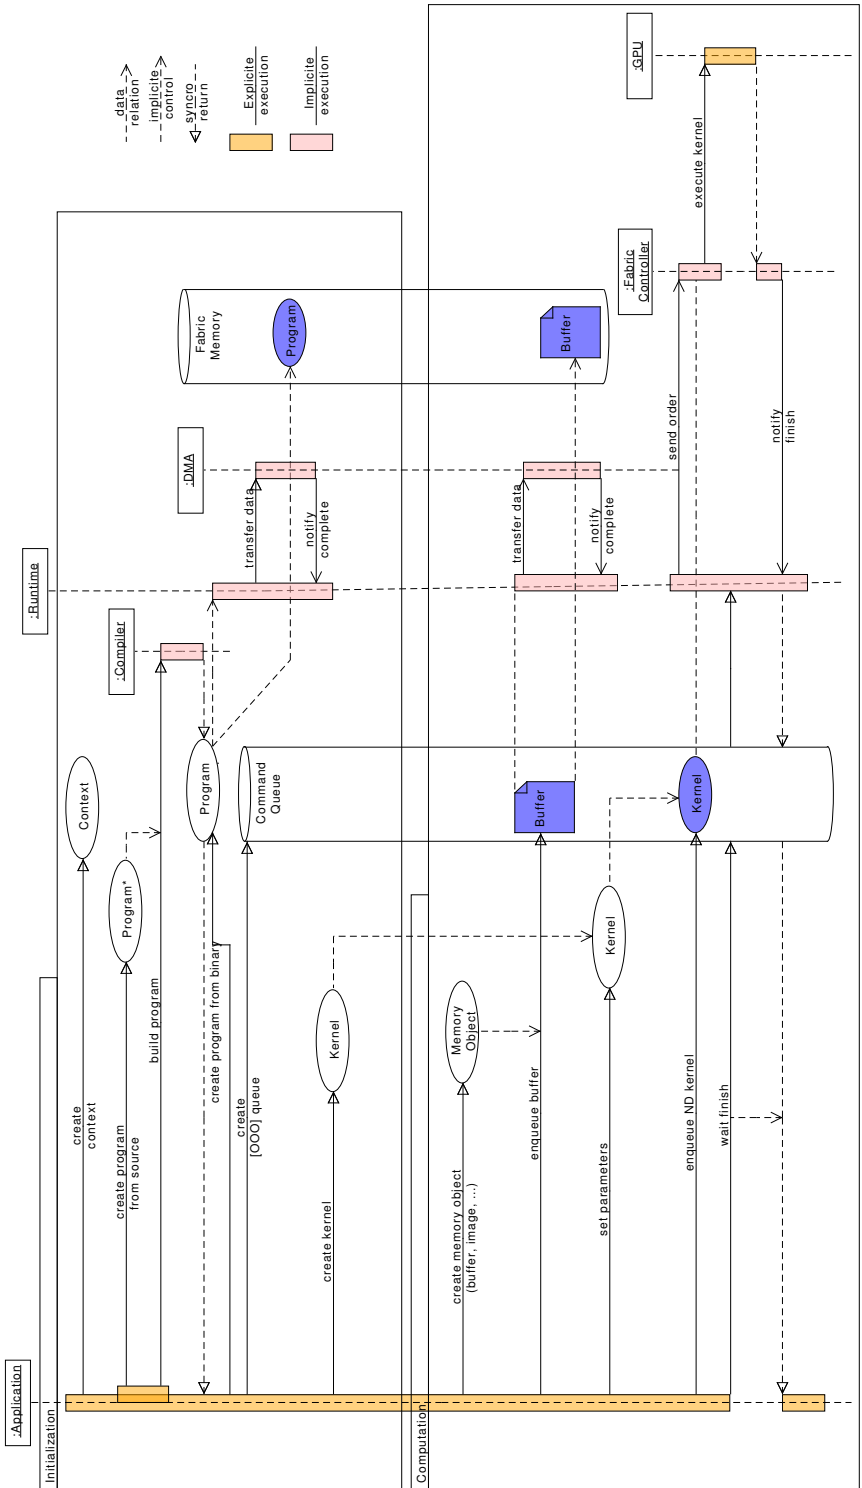 :Application
:Compiler
:Runtime
:DMA
:Fabric
Controller
:GPU
data
relation
implicite
control
syncro
return
Explicite
execution
Implicite
execution
Initialization
create
context
Context
create program
from source
Program*
build program
Program
create program from binary
create
[OOO] queue
Command
Queue
create kernel
Kernel
transfer data
notify
complete
Fabric
Memory
Program
Computation
create memory object
(buffer, image, ...)
Memory
Object
enqueue buffer
Buffer
transfer data
notify
complete
Buffer
set parameters
Kernel
enqueue ND kernel
Kernel
wait finish
send order
execute kernel
notify
finish